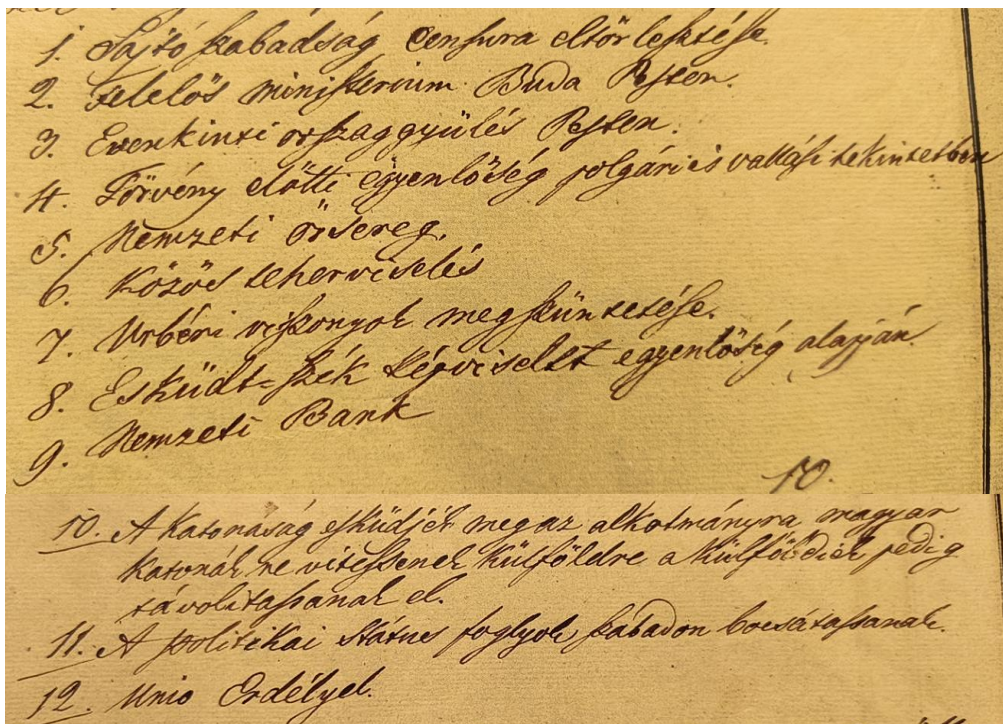 1. Sajtó szabadság Censura eltörlesztése.
2. Felelős ministerium Buda Pesten.
3. Evenkinti országgyülés Pesten.
4. Törvény előtti egyenlőség polgári és vallási tekintetben
5. Nemzeti örsereg.
6. Közös teherviselés
7. Urbéri viszonyok megszüntetése.
8. Esküdt=szék képviselet egyenlőség alapján.
9. Nemzeti Bank
10.
10. A katonaság esküdjék meg az alkotmányra magyar
katonák ne vitessenek külföldre a külföldiek pedig
távolitassanak el.
11. A politikai státus foglyok szabadon bocsátassanak.
12. Unio Erdélyel.